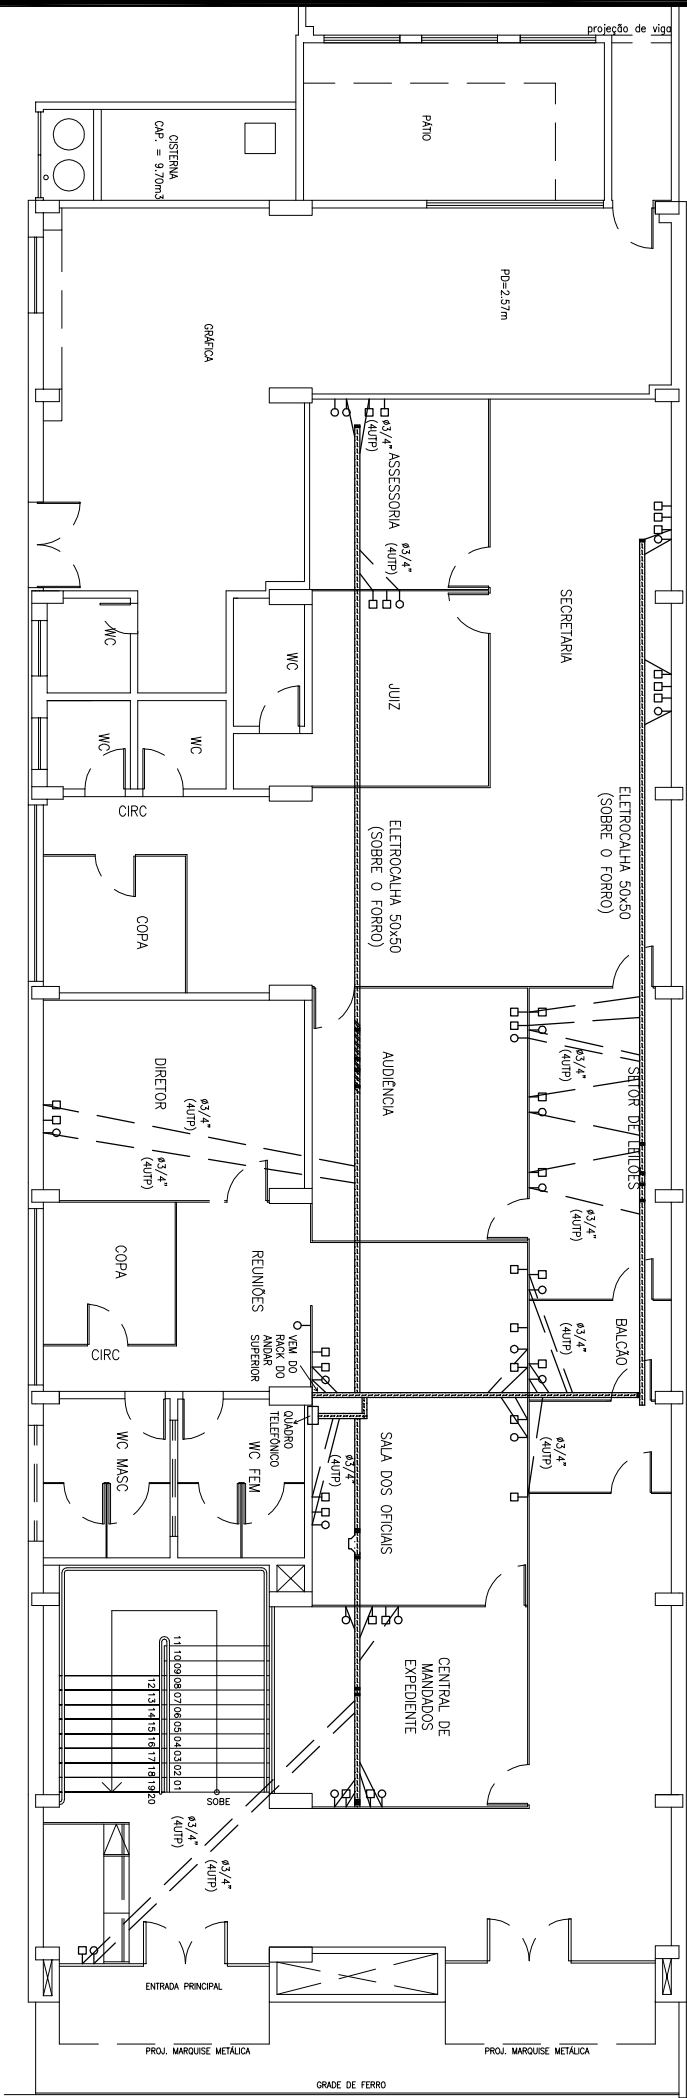 projeção de viga
PÁTIO
CISTERNA
CAP. = 9.70m3
PD=2.57m
GRÁFICA
ø3/4"
(4UTP)
ASSESSORIA
ø3/4"
(4UTP)
SECRETARIA
WC
WC
JUIZ
WC
WC
CIRC
ELETROCALHA 50x50
(SOBRE O FORRO)
ELETROCALHA 50x50
(SOBRE O FORRO)
COPA
AUDIÊNCIA
DIRETOR
ø3/4"
(4UTP)
ø3/4"
(4UTP)
ø3/4"
(4UTP)
SETOR DE LEILÕES
ø3/4"
(4UTP)
COPA
REUNIÕES
CIRC
VEM DO
RACK DO
ANDAR
SUPERIOR
ø3/4"
(4UTP)
BALCÃO
QUADRO
TELEFÔNICO
WC MASC
WC FEM
ø3/4"
(4UTP)
SALA DOS OFICIAIS
ø3/4"
(4UTP)
CENTRAL DE
MANDADOS
EXPEDIENTE
11 10 09 08 07 06 05 04 03 02 01
12 13 14 15 16 17 18 19 20
SOBE
ø3/4"
(4UTP)
ø3/4"
(4UTP)
ENTRADA PRINCIPAL
PROJ. MARQUISE METÁLICA
PROJ. MARQUISE METÁLICA
GRADE DE FERRO